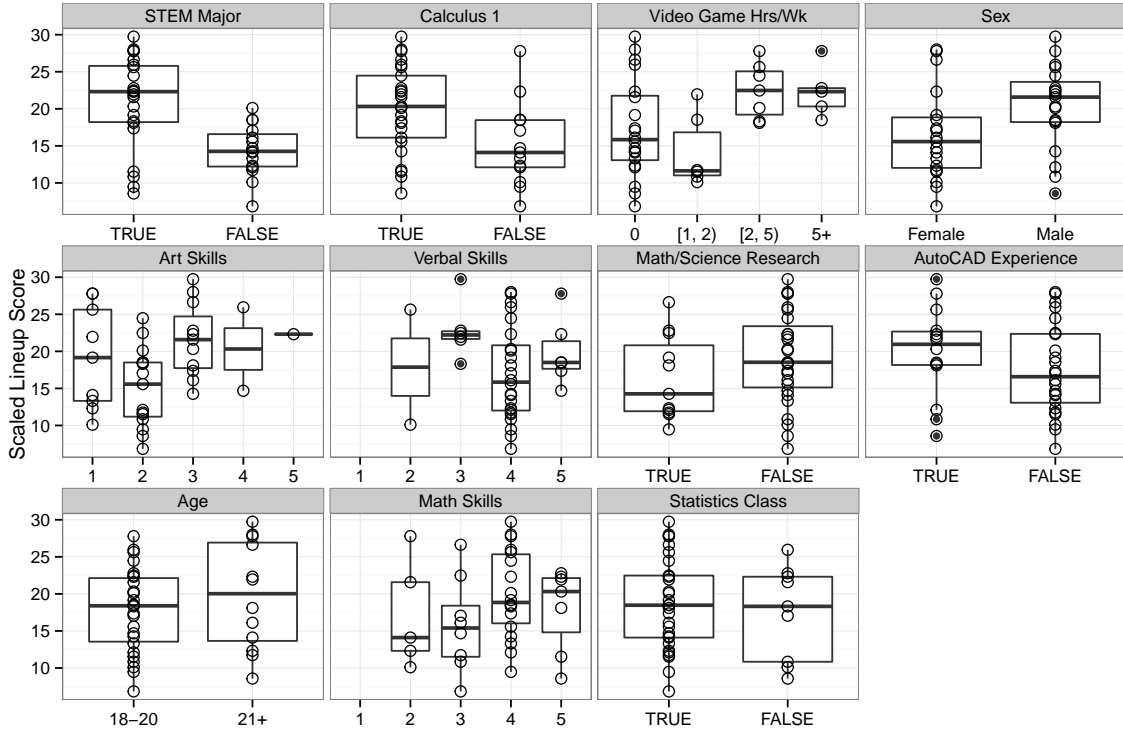 STEM Major Calculus 1 Video Game Hrs/Wk Sex
30
25
20
15
10
TRUE FALSE TRUE FALSE 0 [1, 2) [2, 5) 5+ Female Male
Art Skills Verbal Skills Math/Science Research AutoCAD Experience
30
25
20
15
10
Scaled Lineup Score
1 2 3 4 5 1 2 3 4 5 TRUE FALSE TRUE FALSE
Age Math Skills Statistics Class
30
25
20
15
10
18−20 21+ 1 2 3 4 5 TRUE FALSE